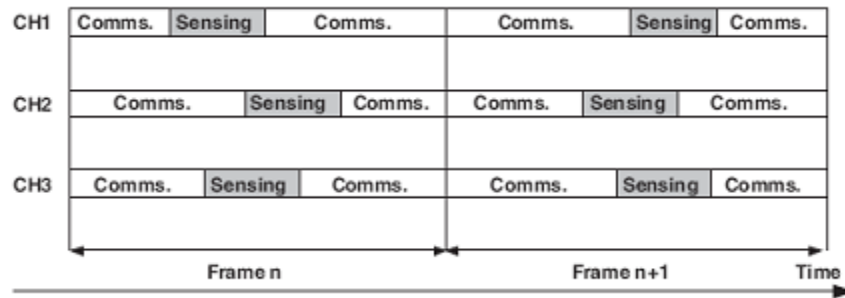 CH1 Comms. Sensing Comms. Comms. Sensing Comms.
CH2 Comms. Sensing Comms. Comms. Sensing Comms.
CH3 Comms. Sensing Comms. Comms. Sensing Comms.
Frame n Frame n+1 Time